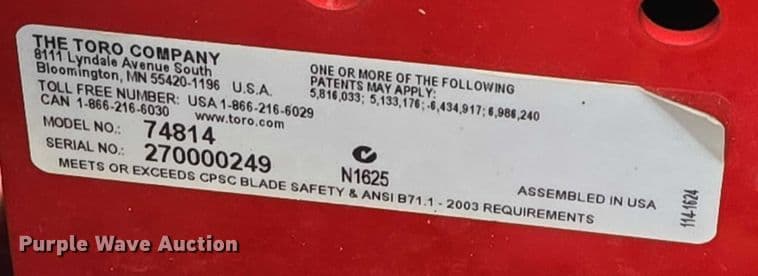 THE TORO COMPANY
8111 Lyndale Avenue South
Bloomington, MN 55420-1196 U.S.A.
TOLL FREE NUMBER: USA 1-866-216-6029
CAN 1-866-216-6030 www.toro.com
MODEL NO.: 74814
SERIAL NO.: 270000249
MEETS OR EXCEEDS CPSC BLADE SAFETY & ANSI B71.1 - 2003 REQUIREMENTS
ONE OR MORE OF THE FOLLOWING
PATENTS MAY APPLY:
5,816,033; 5,133,176; 6,434,917; 6,986,240
N1625
ASSEMBLED IN USA
114-1624
Purple Wave Auction